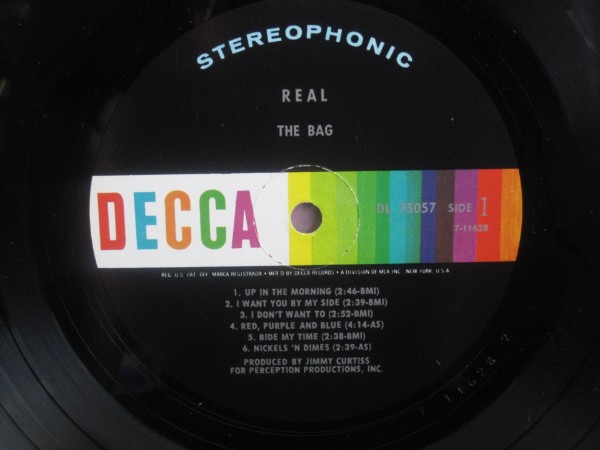 STEREOPHONIC
REAL
THE BAG
DECCA
DL 75057 SIDE 1
7-11628
REG. U.S. PAT. OFF. MARCA REGISTRADA • MFR'D BY DECCA RECORDS • A DIVISION OF MCA INC. NEW YORK, U.S.A.
1. UP IN THE MORNING (2:46-BMI)
2. I WANT YOU BY MY SIDE (2:39-BMI)
3. I DON'T WANT TO (2:52-BMI)
4. RED, PURPLE AND BLUE (4:14-AS)
5. BIDE MY TIME (2:38-BMI)
6. NICKELS 'N DIMES (2:39-AS)
PRODUCED BY JIMMY CURTISS
FOR PERCEPTION PRODUCTIONS, INC.
7 11628 2